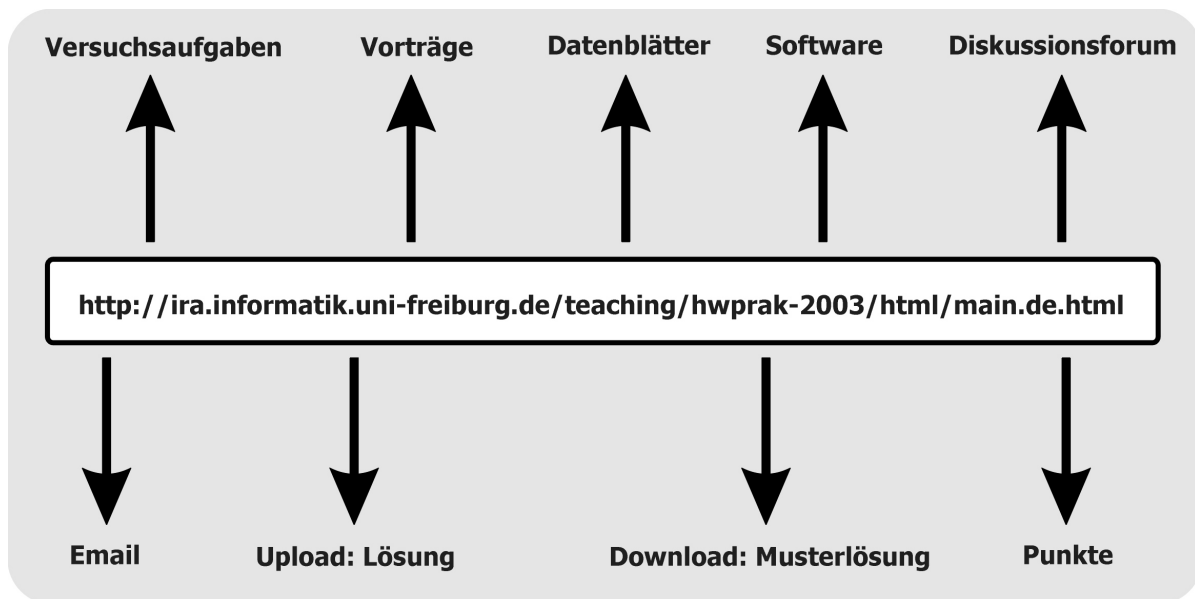 Versuchsaufgaben Vorträge Datenblätter Software Diskussionsforum
http://ira.informatik.uni-freiburg.de/teaching/hwprak-2003/html/main.de.html
Email Upload: Lösung Download: Musterlösung Punkte